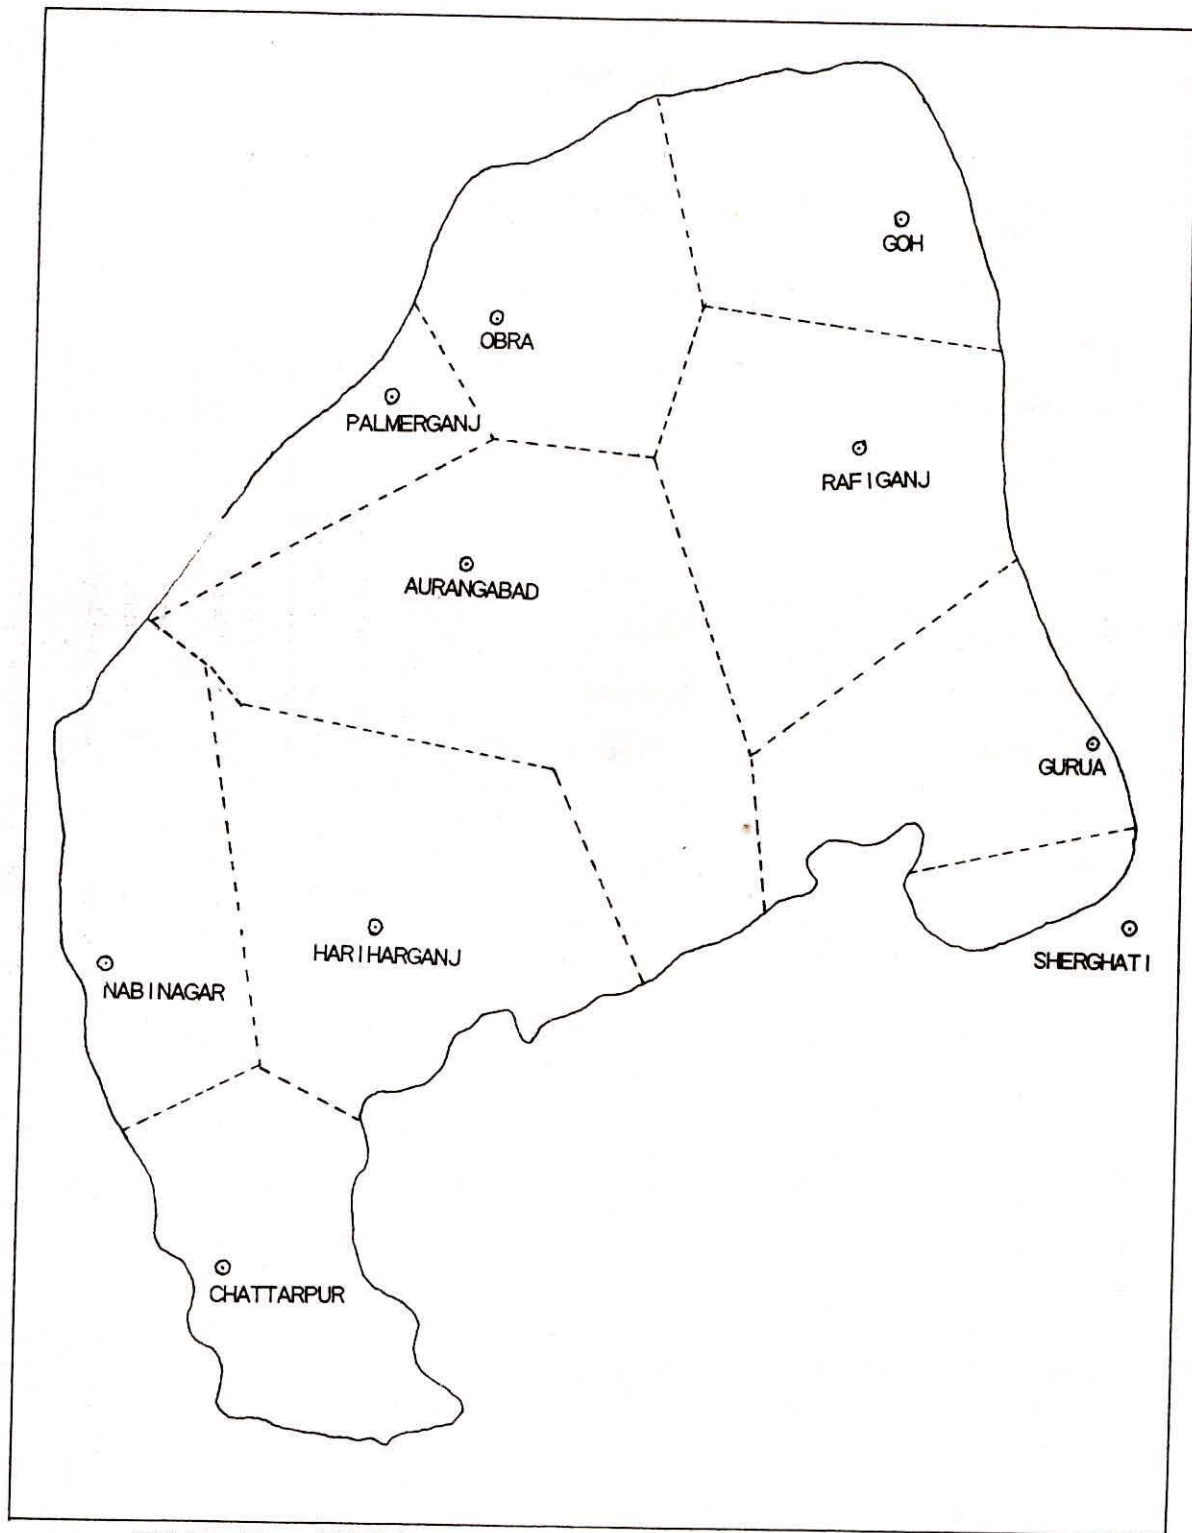 GOH
OBRA
PALMERGANJ
RAFIGANJ
AURANGABAD
GURUA
HARIHARGANJ
SHERGHATI
NABINAGAR
CHATTARPUR